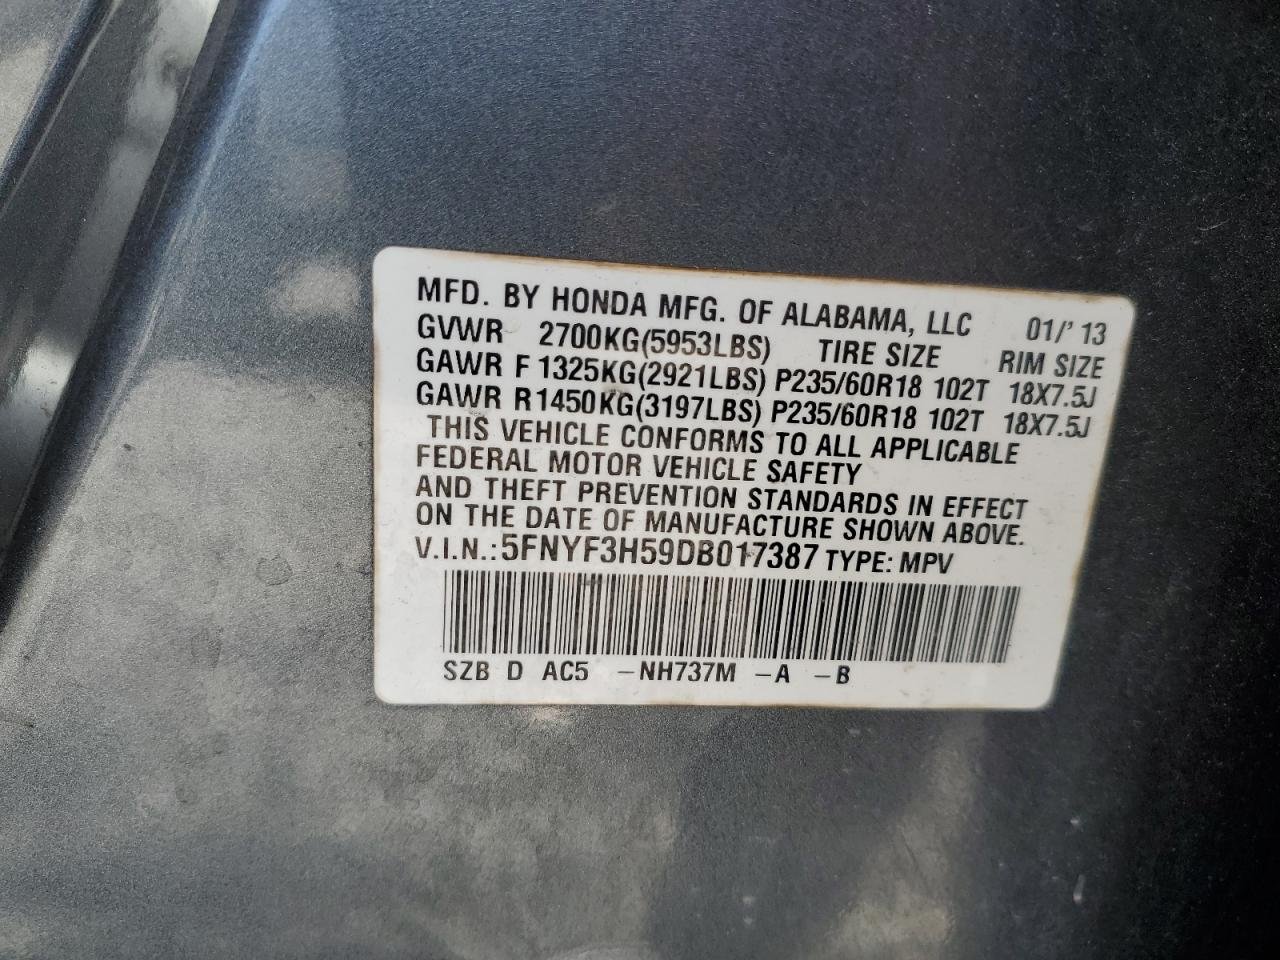 MFD. BY HONDA MFG. OF ALABAMA, LLC 01/'13
GVWR 2700KG(5953LBS) TIRE SIZE RIM SIZE
GAWR F 1325KG(2921LBS) P235/60R18 102T 18X7.5J
GAWR R1450KG(3197LBS) P235/60R18 102T 18X7.5J
THIS VEHICLE CONFORMS TO ALL APPLICABLE
FEDERAL MOTOR VEHICLE SAFETY
AND THEFT PREVENTION STANDARDS IN EFFECT
ON THE DATE OF MANUFACTURE SHOWN ABOVE.
V.I.N.:5FNYF3H59DB017387 TYPE: MPV
SZB D AC5 -NH737M -A -B